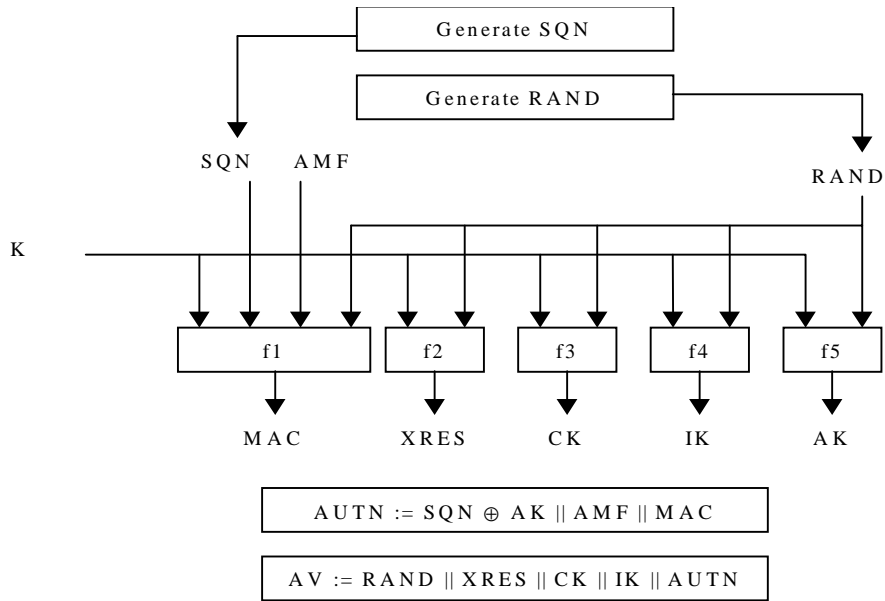 Generate SQN
Generate RAND
SQN AMF
RAND
K
f1 f2 f3 f4 f5
MAC XRES CK IK AK
AUTN := SQN ⊕ AK || AMF || MAC
AV := RAND || XRES || CK || IK || AUTN